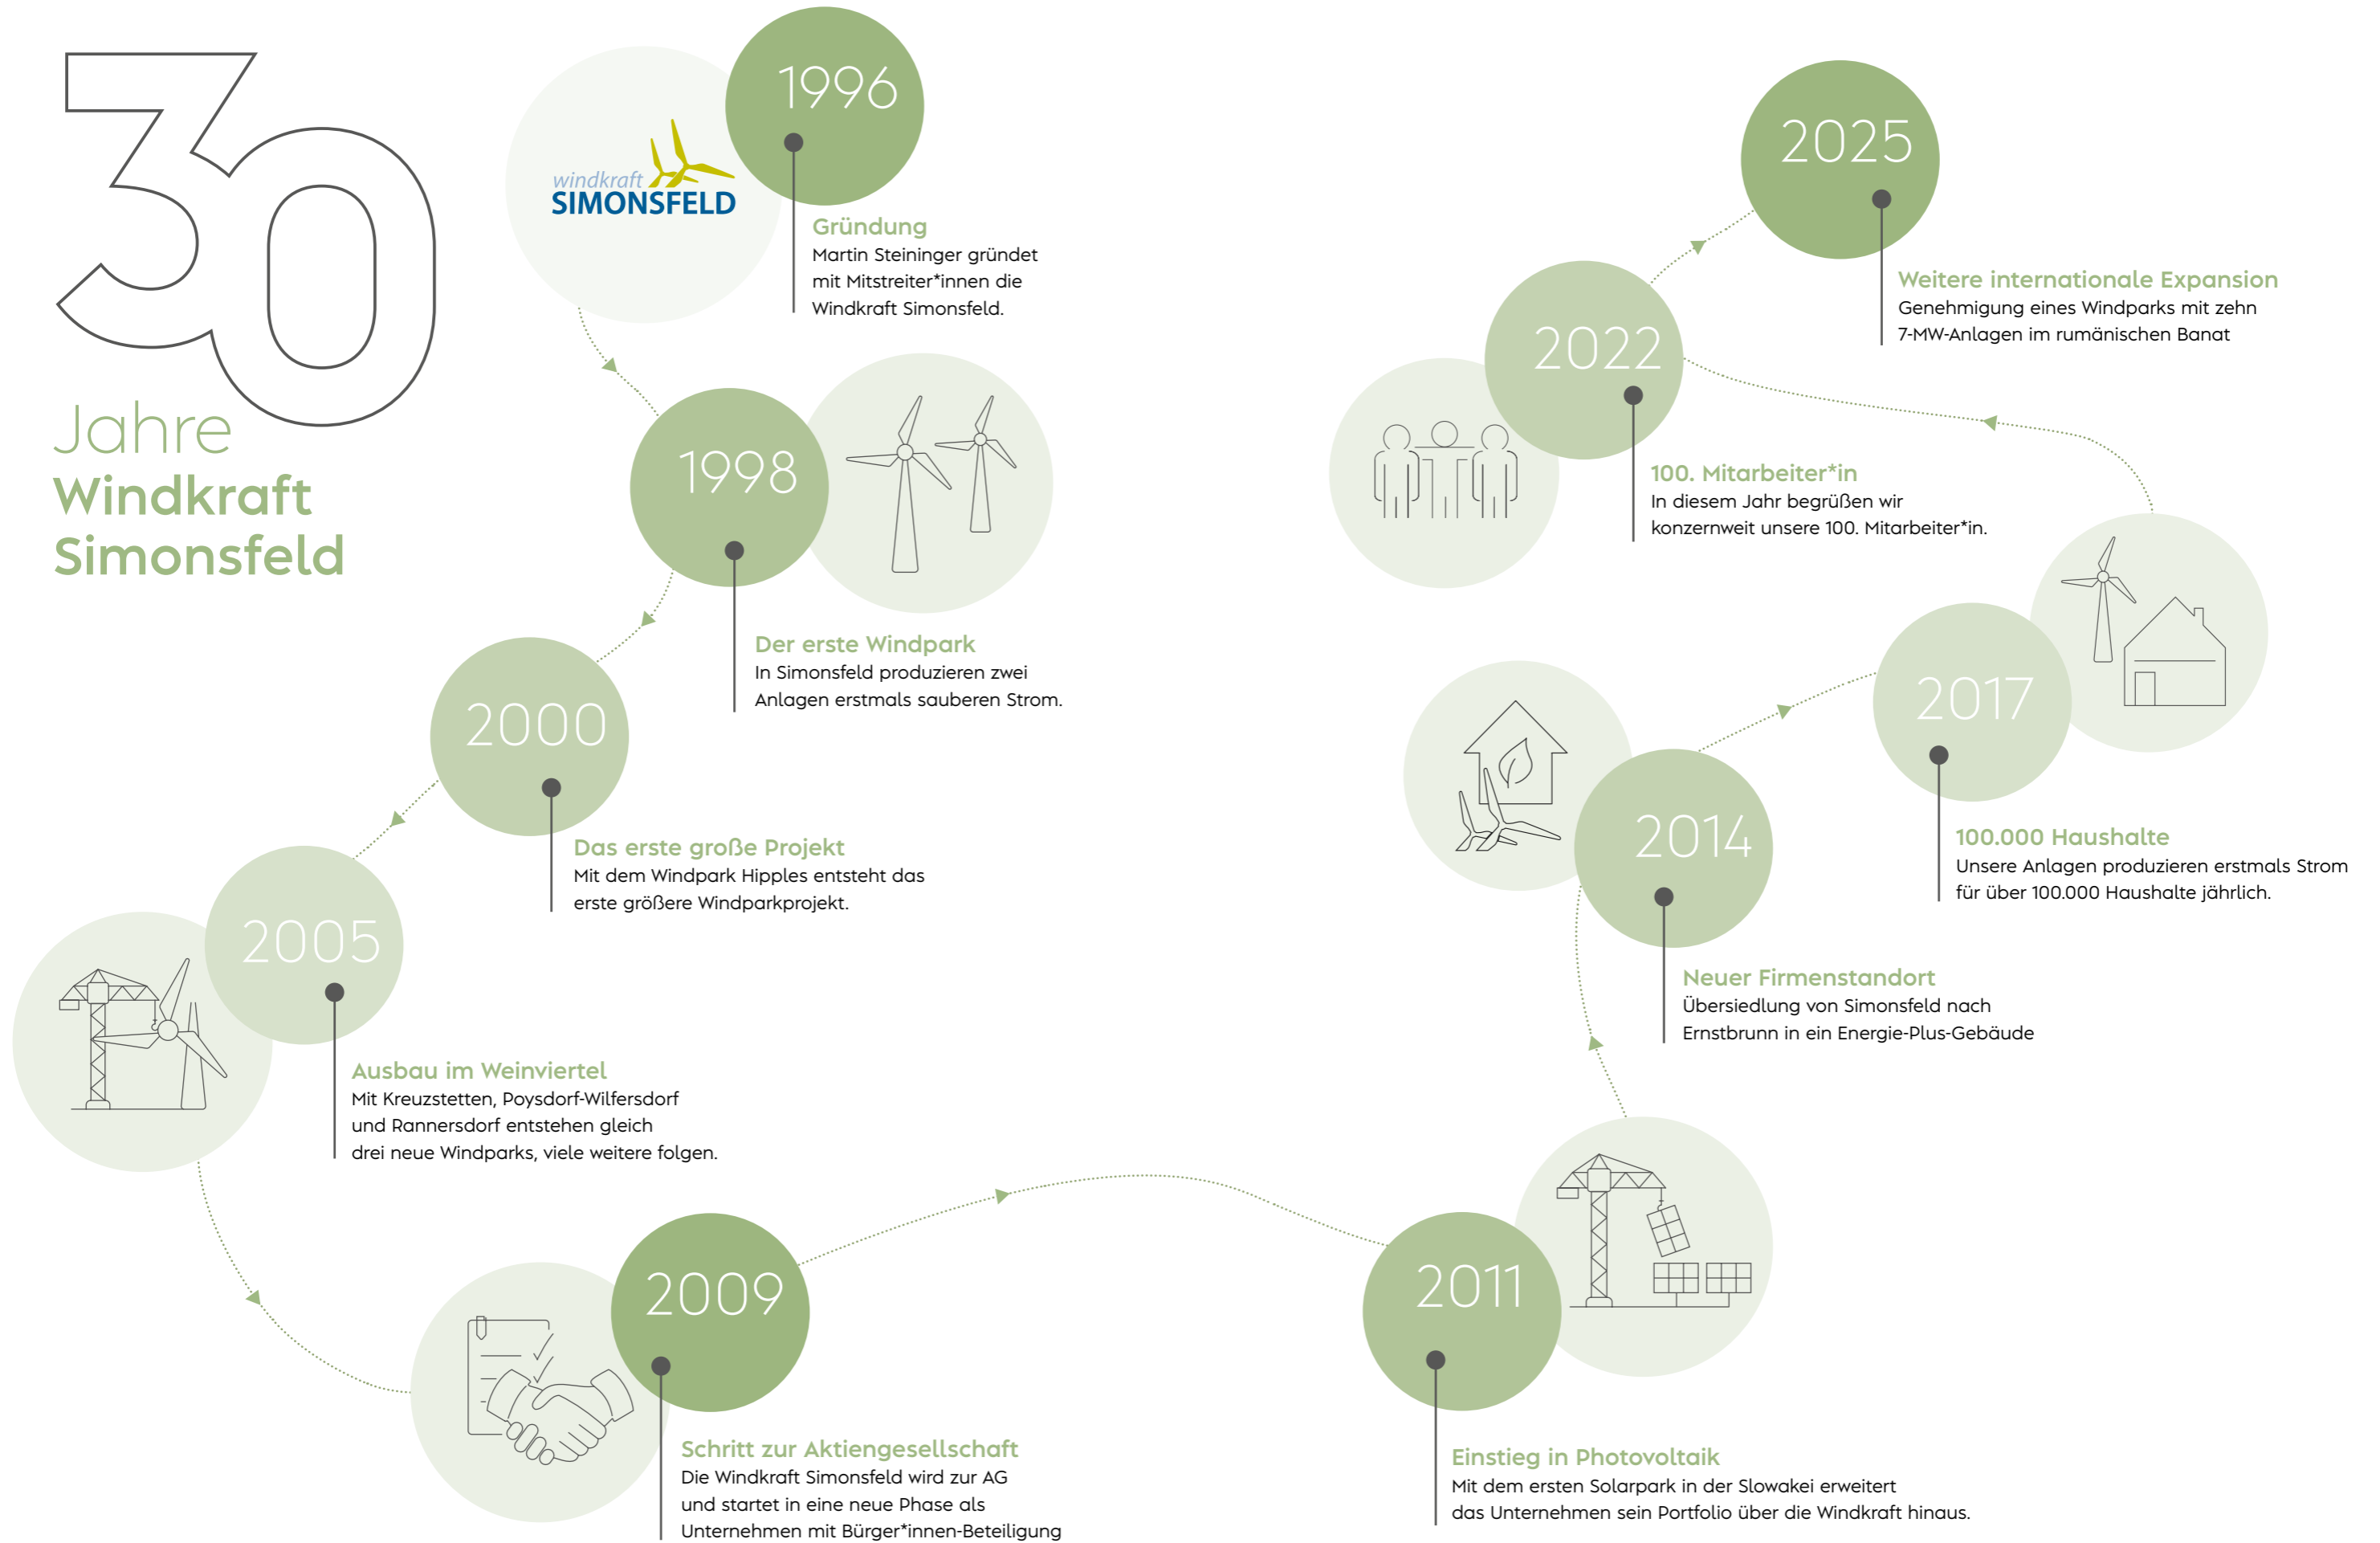 30
Jahre
Windkraft
Simonsfeld
windkraft
SIMONSFELD
1996
Gründung
Martin Steininger gründet
mit Mitstreiter*innen die
Windkraft Simonsfeld.
1998
Der erste Windpark
In Simonsfeld produzieren zwei
Anlagen erstmals sauberen Strom.
2000
Das erste große Projekt
Mit dem Windpark Hipples entsteht das
erste größere Windparkprojekt.
2005
Ausbau im Weinviertel
Mit Kreuzstetten, Poysdorf-Wilfersdorf
und Rannersdorf entstehen gleich
drei neue Windparks, viele weitere folgen.
2009
Schritt zur Aktiengesellschaft
Die Windkraft Simonsfeld wird zur AG
und startet in eine neue Phase als
Unternehmen mit Bürger*innen-Beteiligung
2011
Einstieg in Photovoltaik
Mit dem ersten Solarpark in der Slowakei erweitert
das Unternehmen sein Portfolio über die Windkraft hinaus.
2014
Neuer Firmenstandort
Übersiedlung von Simonsfeld nach
Ernstbrunn in ein Energie-Plus-Gebäude
2017
100.000 Haushalte
Unsere Anlagen produzieren erstmals Strom
für über 100.000 Haushalte jährlich.
2022
100. Mitarbeiter*in
In diesem Jahr begrüßen wir
konzernweit unsere 100. Mitarbeiter*in.
2025
Weitere internationale Expansion
Genehmigung eines Windparks mit zehn
7-MW-Anlagen im rumänischen Banat